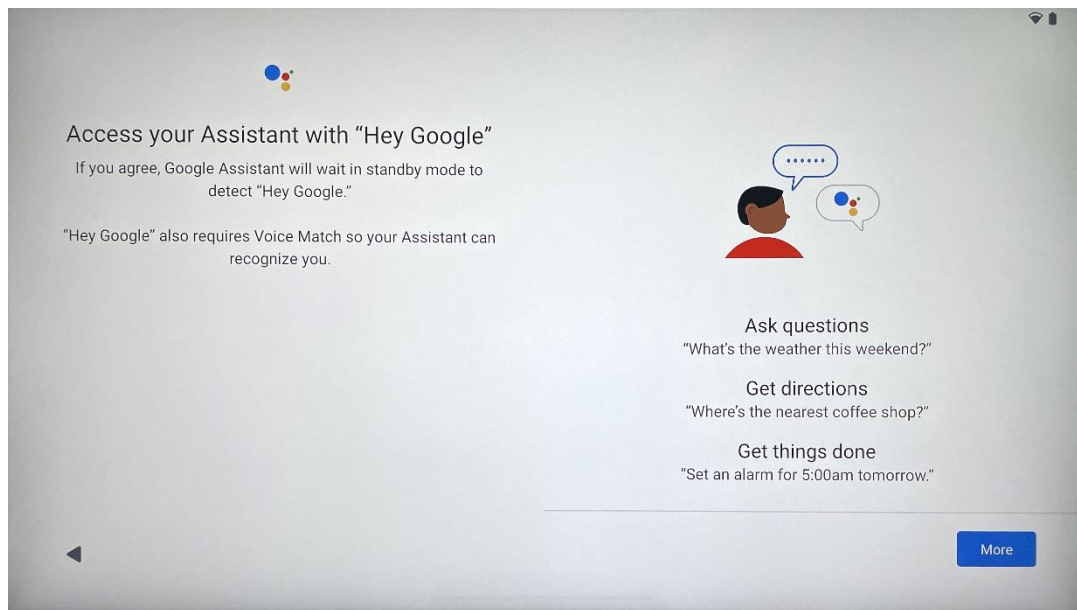 Access your Assistant with “Hey Google”
If you agree, Google Assistant will wait in standby mode to
detect “Hey Google.”
“Hey Google” also requires Voice Match so your Assistant can
recognize you.
Ask questions
“What's the weather this weekend?”
Get directions
“Where's the nearest coffee shop?”
Get things done
“Set an alarm for 5:00am tomorrow.”
More